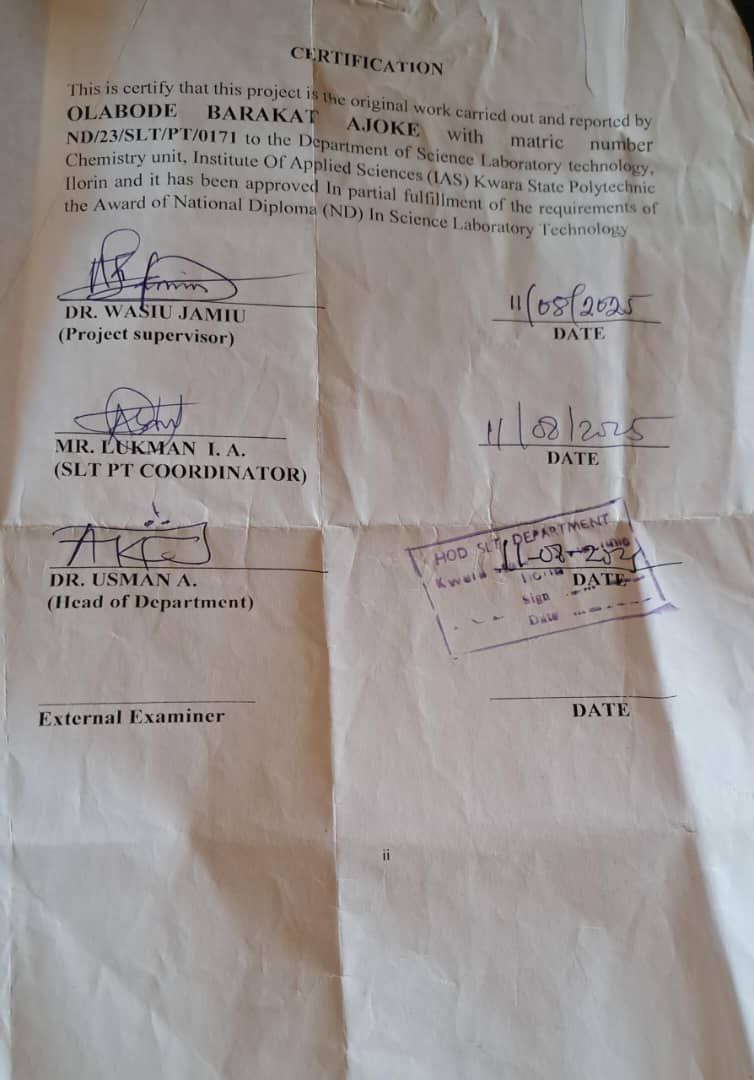 CERTIFICATION
This is certify that this project is the original work carried out and reported by
OLABODE BARAKAT AJOKE with matric number
ND/23/SLT/PT/0171 to the Department of Science Laboratory technology,
Chemistry unit, Institute Of Applied Sciences (IAS) Kwara State Polytechnic
Ilorin and it has been approved In partial fulfillment of the requirements of
the Award of National Diploma (ND) In Science Laboratory Technology
DR. WASIU JAMIU
(Project supervisor)
11/08/2025
DATE
MR. LUKMAN I. A.
(SLT PT COORDINATOR)
11/08/2025
DATE
DR. USMAN A.
(Head of Department)
HOD SLT DEPARTMENT
11-08-2025
DATE
Kwara
Sign
Date
External Examiner
DATE
ii